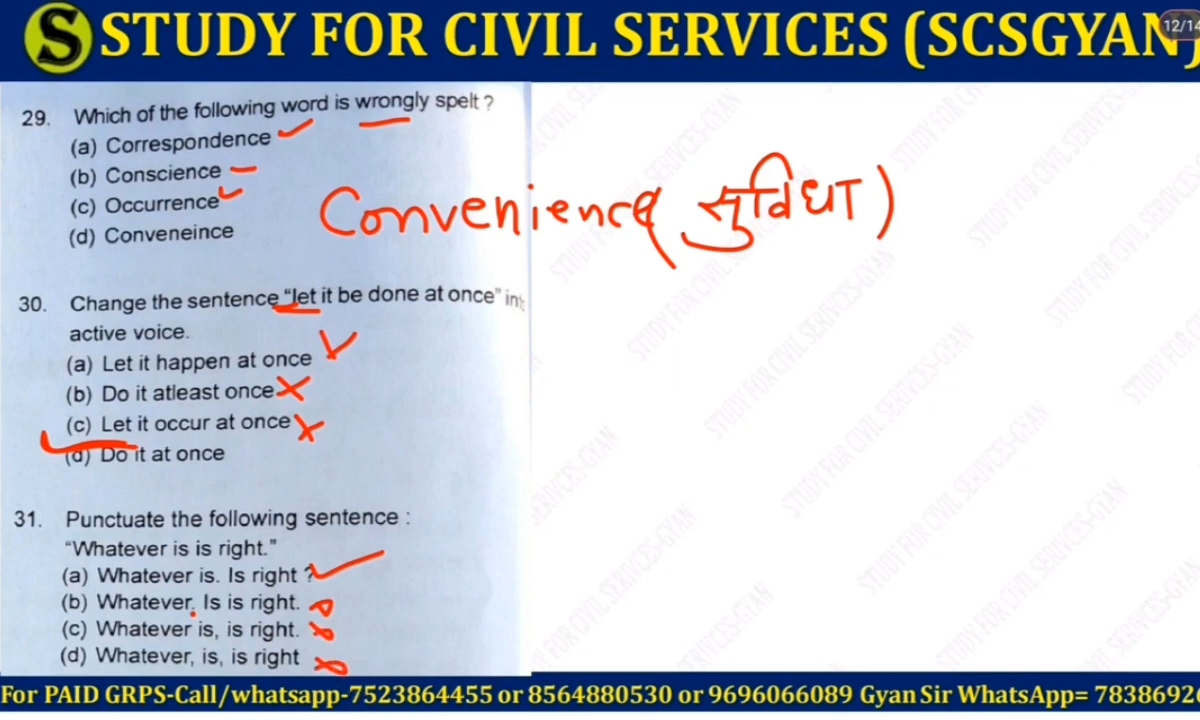 S STUDY FOR CIVIL SERVICES (SCSGYAN)
12/14
29. Which of the following word is wrongly spelt ?
(a) Correspondence
(b) Conscience
(c) Occurrence
(d) Conveneince
Convenience (सुविधा)
30. Change the sentence "let it be done at once" int
active voice.
(a) Let it happen at once
(b) Do it atleast once
(c) Let it occur at once
(d) Do it at once
31. Punctuate the following sentence :
"Whatever is is right."
(a) Whatever is. Is right ?
(b) Whatever. Is is right.
(c) Whatever is, is right.
(d) Whatever, is, is right
For PAID GRPS-Call/whatsapp-7523864455 or 8564880530 or 9696066089 Gyan Sir WhatsApp= 7838692